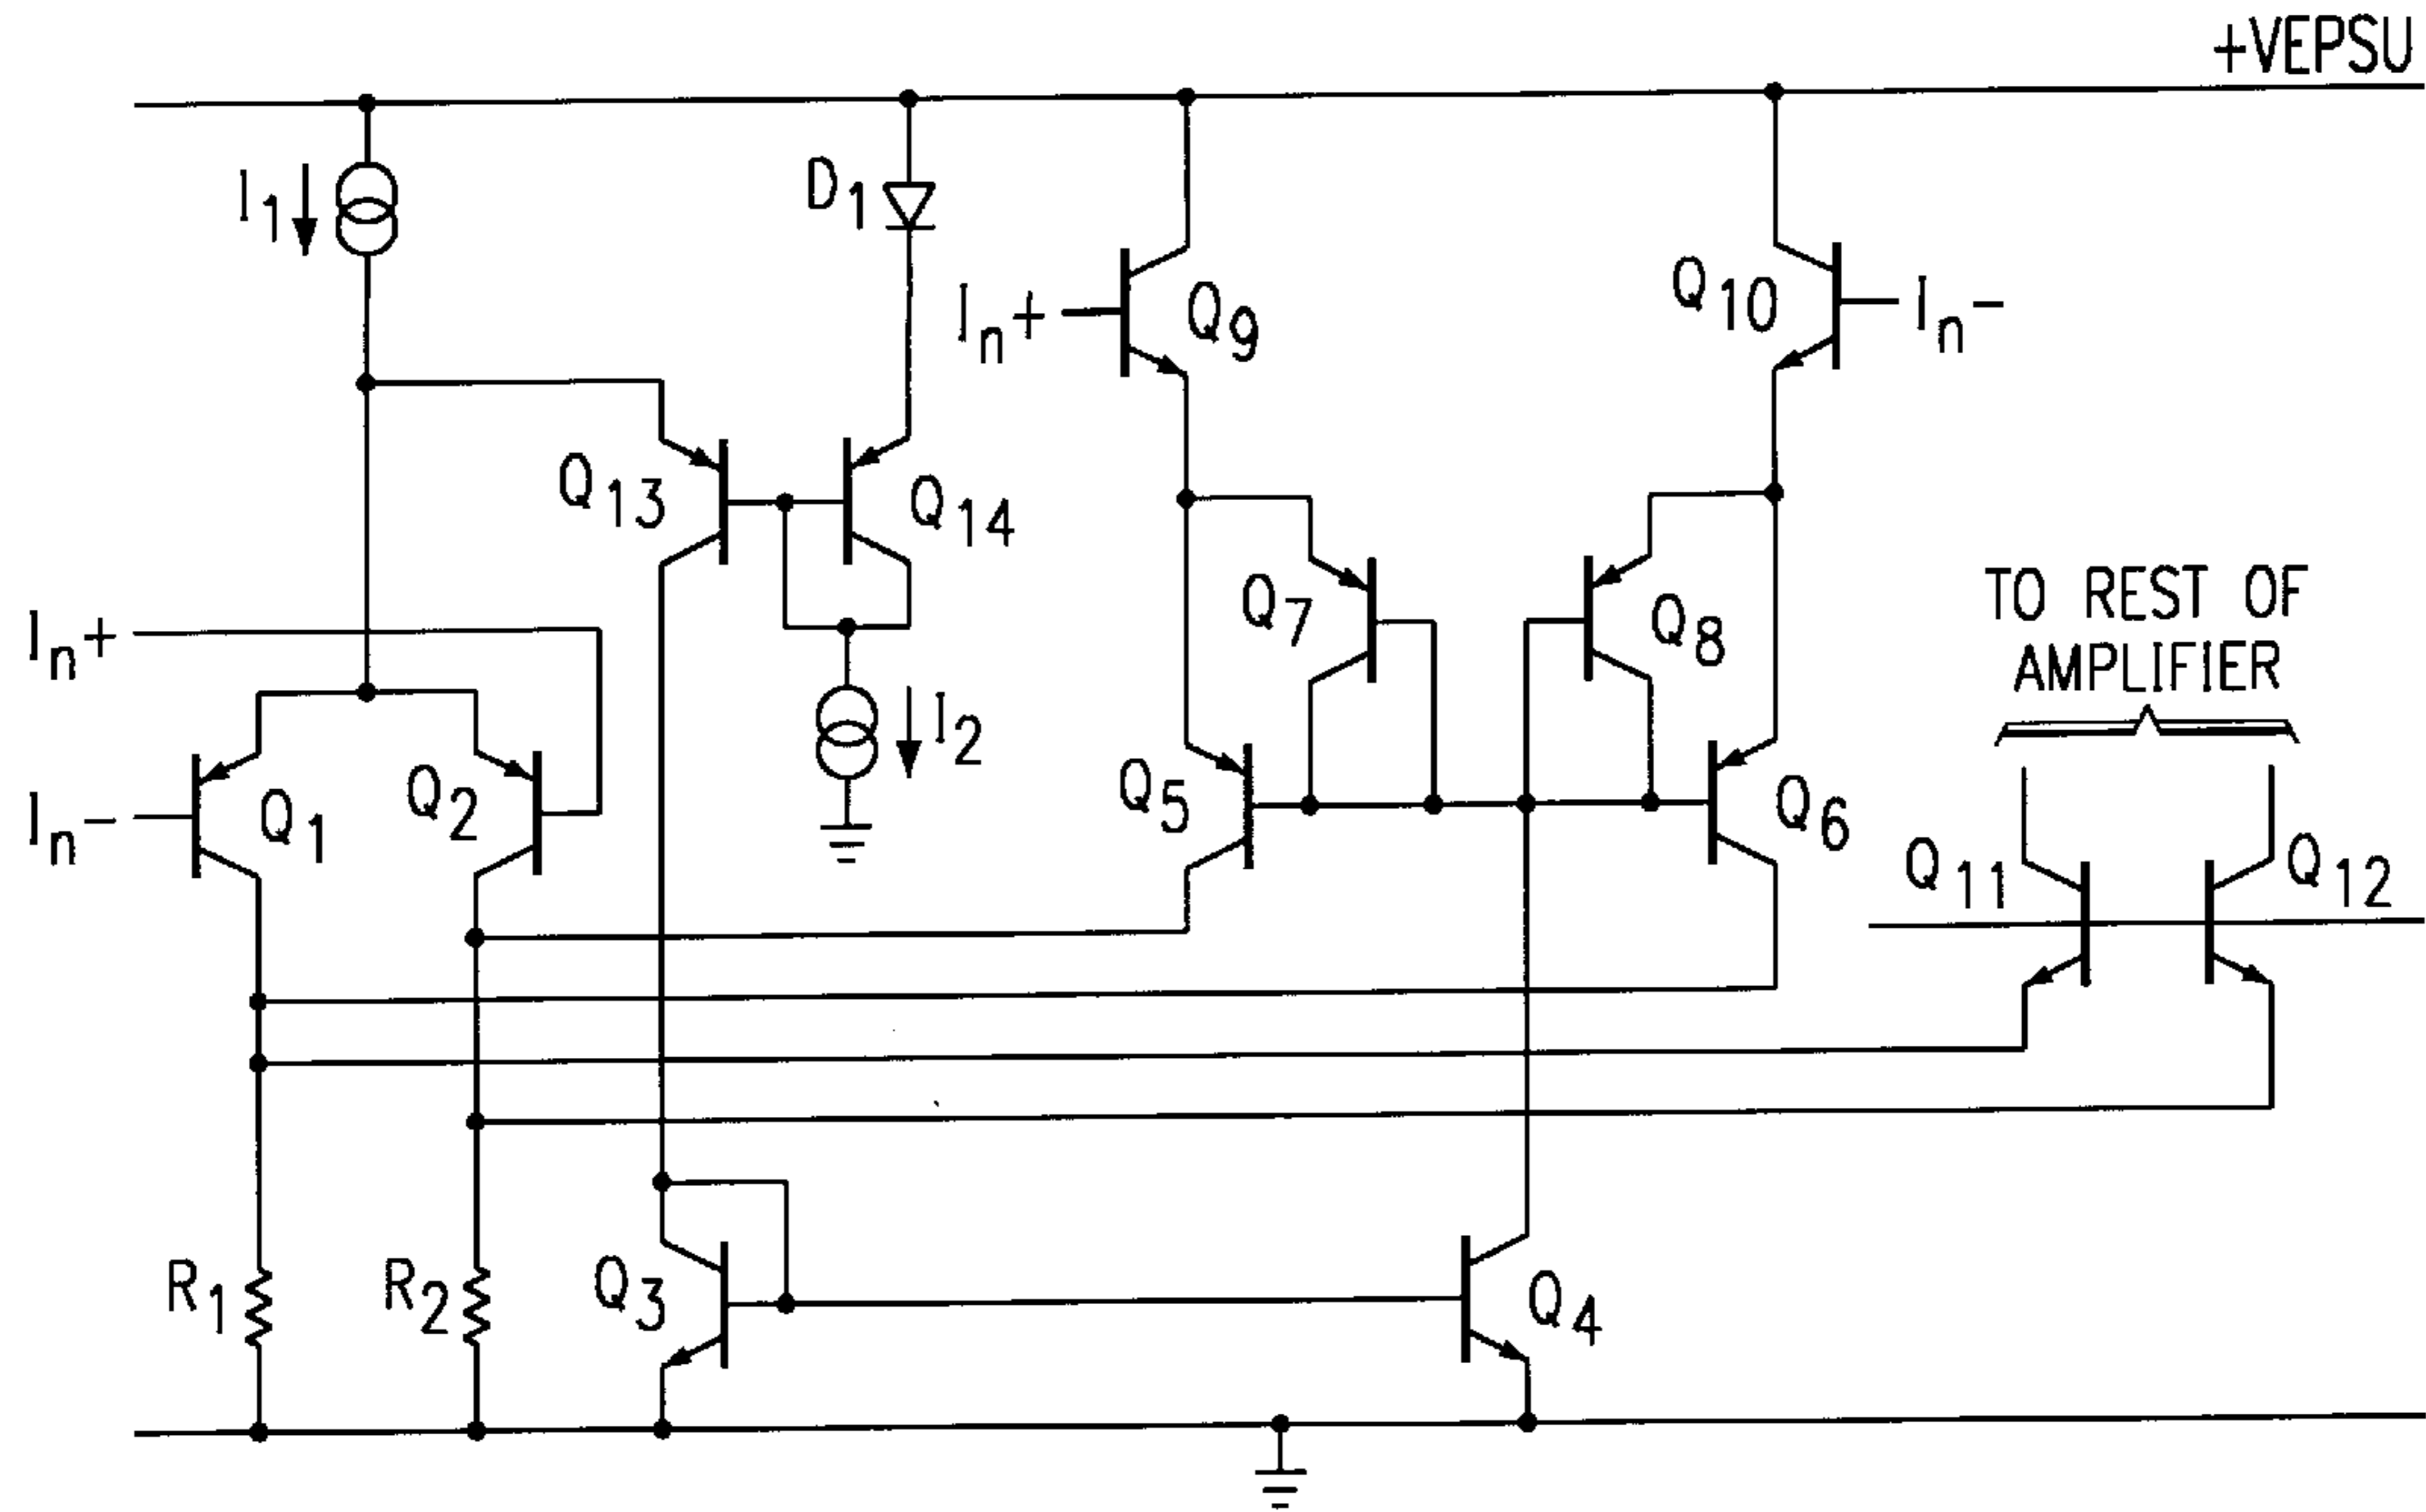 +VEPSU
I1
D1
In+
Q9
Q10
In-
Q13
Q14
In+
In-
Q1
Q2
I2
Q7
Q8
Q5
Q6
TO REST OF
AMPLIFIER
Q11
Q12
R1
R2
Q3
Q4